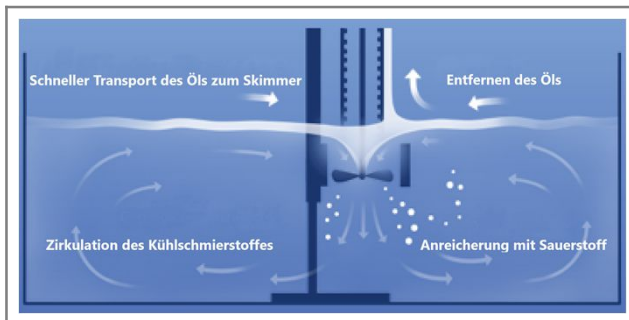 Schneller Transport des Öls zum Skimmer
Entfernen des Öls
Zirkulation des Kühlschmierstoffes
Anreicherung mit Sauerstoff